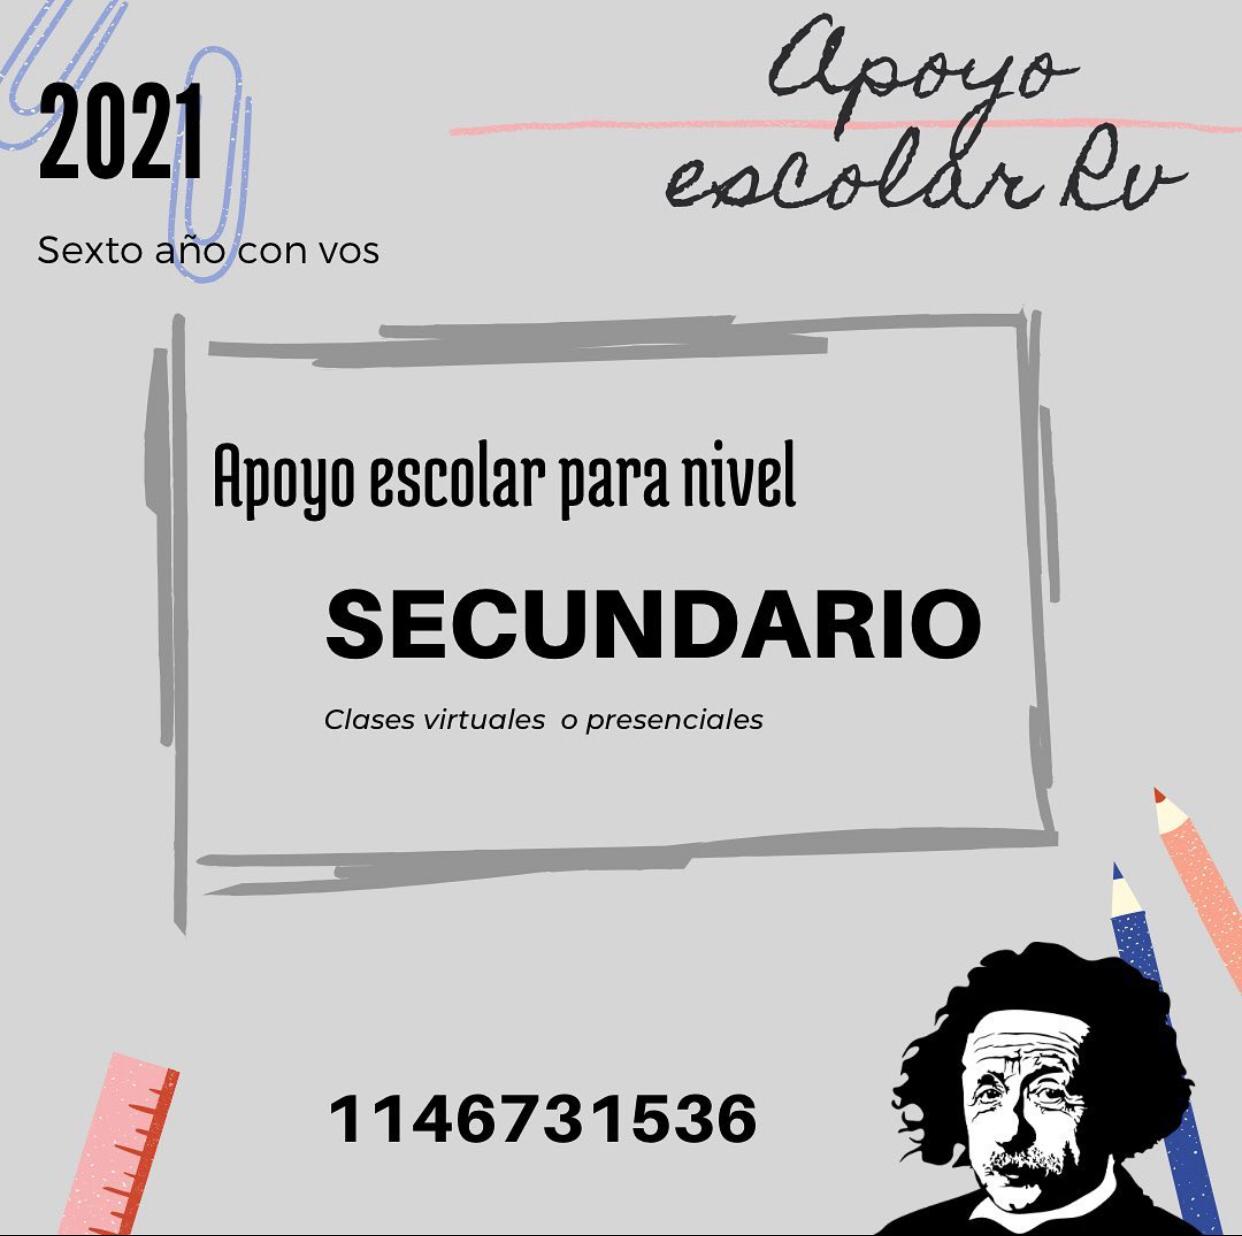 2021
Sexto año con vos
Apoyo
escolar Rv
Apoyo escolar para nivel
SECUNDARIO
Clases virtuales o presenciales
1146731536